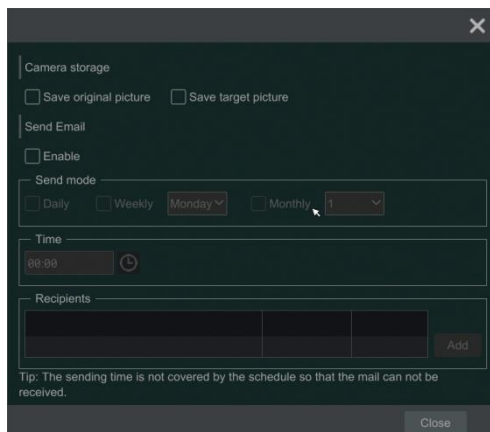 Camera storage
Save original picture Save target picture
Send Email
Enable
Send mode
Daily Weekly Monday Monthly 1
Time
00:00
Recipients
Add
Tip: The sending time is not covered by the schedule so that the mail can not be
received.
Close